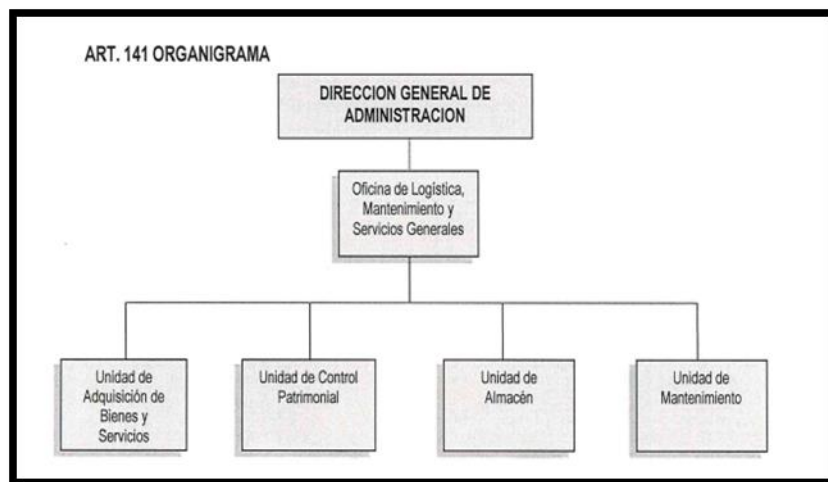 ART. 141 ORGANIGRAMA
DIRECCION GENERAL DE
ADMINISTRACION
Oficina de Logística,
Mantenimiento y
Servicios Generales
Unidad de
Adquisición de
Bienes y
Servicios
Unidad de Control
Patrimonial
Unidad de
Almacén
Unidad de
Mantenimiento